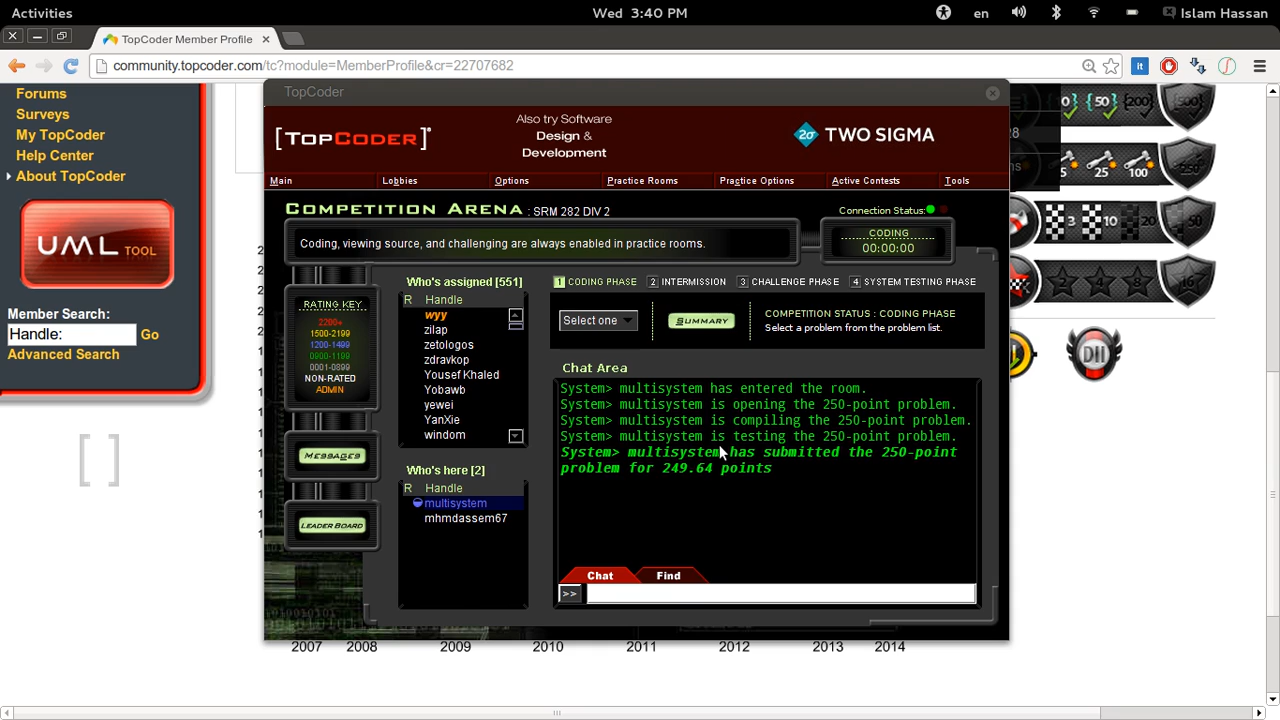 Activities
Wed 3:40 PM
en
Islam Hassan
TopCoder Member Profile
community.topcoder.com/tc?module=MemberProfile&cr=22707682
it
Forums
Surveys
My TopCoder
Help Center
About TopCoder
UML TOOL
Member Search:
Handle:
Go
Advanced Search
TopCoder
[TOPCODER]
Also try Software
Design &
Development
2σ TWO SIGMA
Main
Lobbies
Options
Practice Rooms
Practice Options
Active Contests
Tools
COMPETITION ARENA : SRM 282 DIV 2
Connection Status:
Coding, viewing source, and challenging are always enabled in practice rooms.
CODING
00:00:00
RATING KEY
2200+
1500-2199
1200-1499
0900-1199
0001-0899
NON-RATED
ADMIN
MESSAGES
LEADER BOARD
Who's assigned [551]
R Handle
wyy
zilap
zetologos
zdravkop
Yousef Khaled
Yobawb
yewei
YanXie
windom
Who's here [2]
R Handle
multisystem
mhmdassem67
1 CODING PHASE
2 INTERMISSION
3 CHALLENGE PHASE
4 SYSTEM TESTING PHASE
Select one
SUMMARY
COMPETITION STATUS : CODING PHASE
Select a problem from the problem list.
Chat Area
System> multisystem has entered the room.
System> multisystem is opening the 250-point problem.
System> multisystem is compiling the 250-point problem.
System> multisystem is testing the 250-point problem.
System> multisystem has submitted the 250-point
problem for 249.64 points
Chat
Find
>>
{50}
{200}
28
25
100
3
10
20
50
2
4
8
16
DII
2007
2008
2009
2010
2011
2012
2013
2014